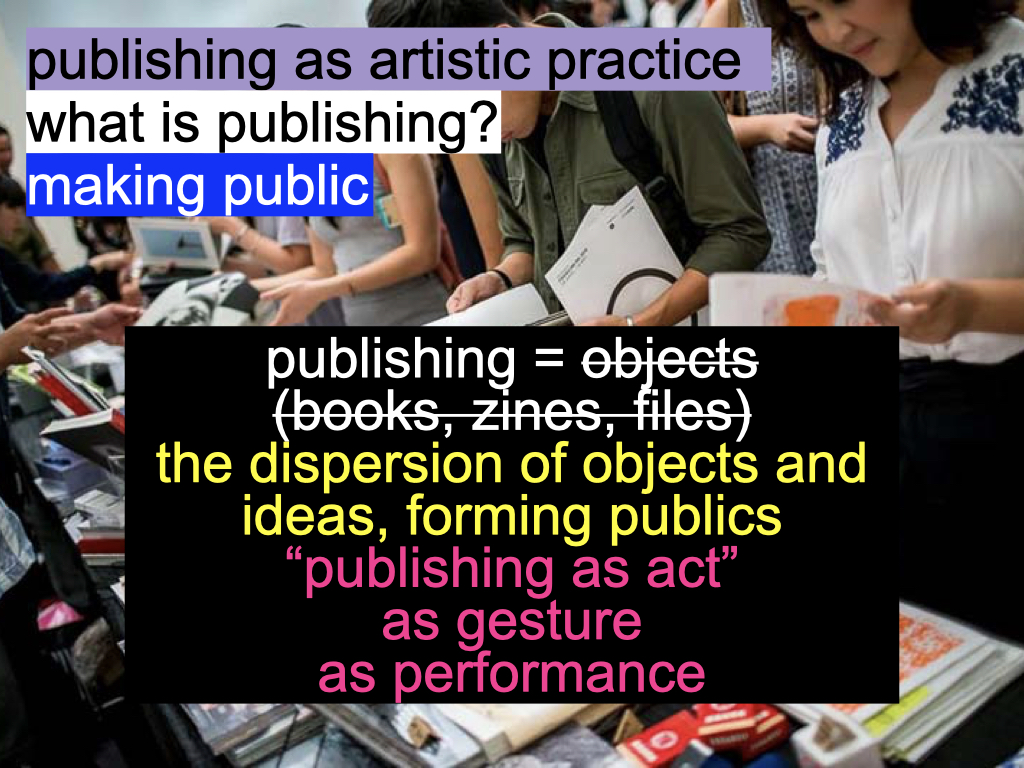 publishing as artistic practice
what is publishing?
making public
publishing = objects
(books, zines, files)
the dispersion of objects and
ideas, forming publics
“publishing as act”
as gesture
as performance